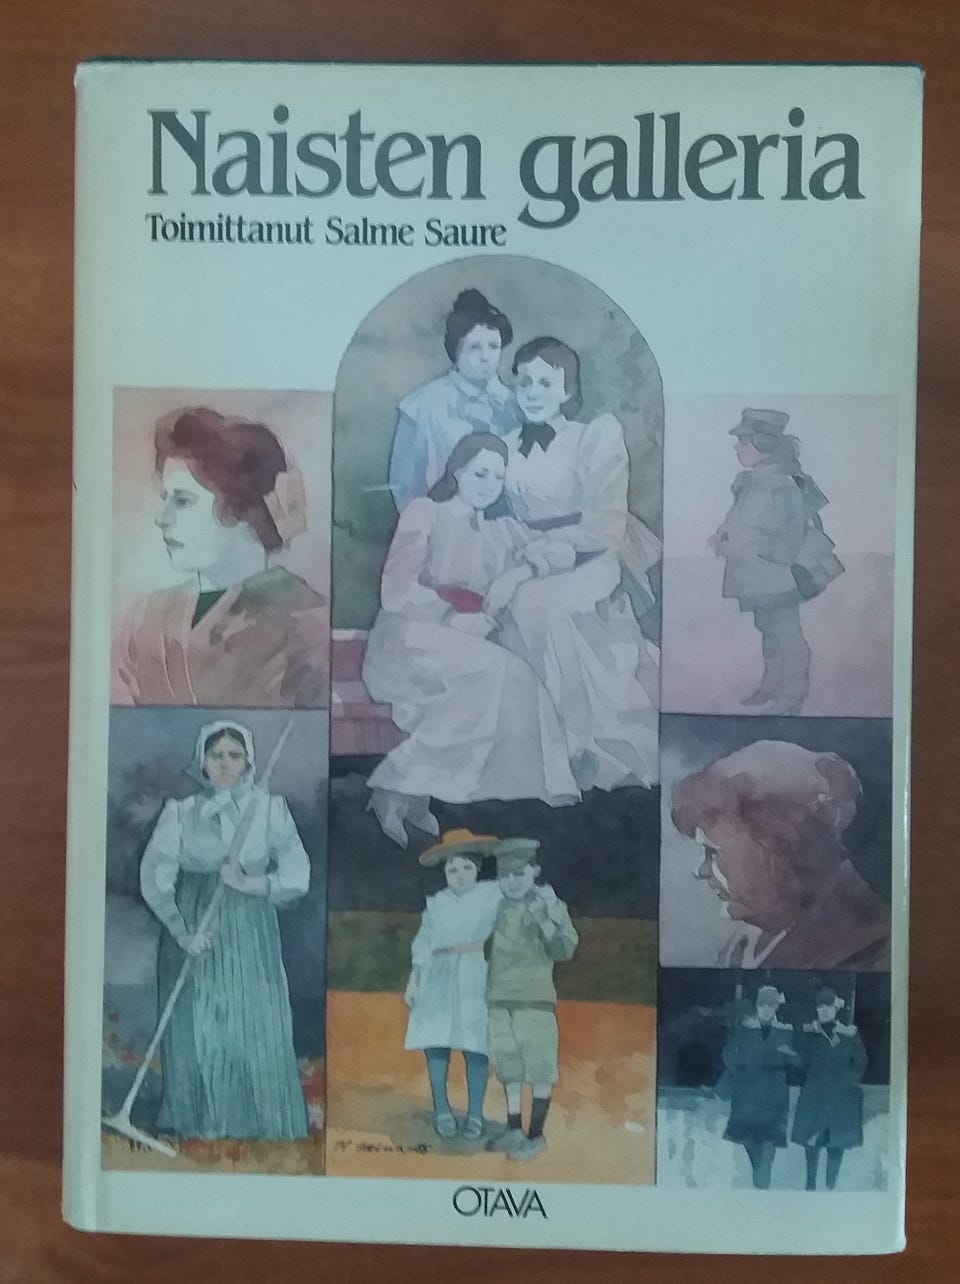 Naisten galleria
Toimittanut Salme Saure
OTAVA